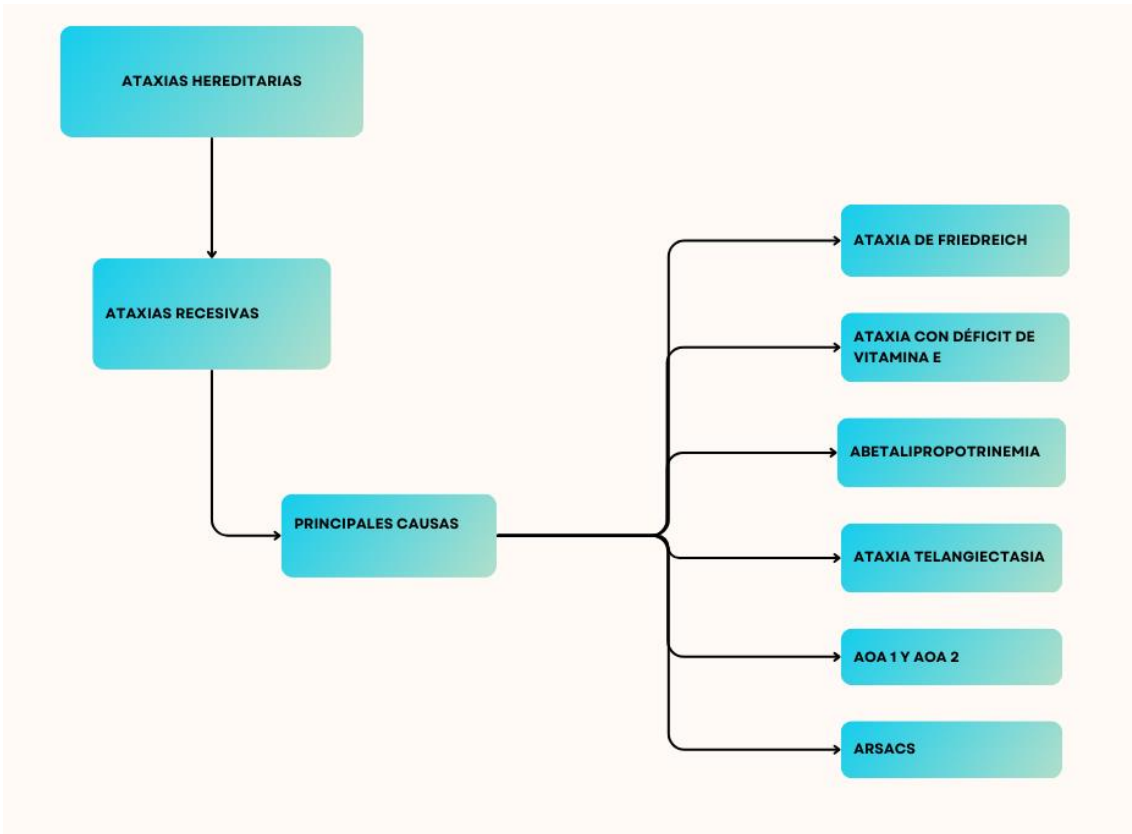 ATAXIAS HEREDITARIAS
ATAXIAS RECESIVAS
PRINCIPALES CAUSAS
ATAXIA DE FRIEDREICH
ATAXIA CON DÉFICIT DE
VITAMINA E
ABETALIPROPOTRINEMIA
ATAXIA TELANGIECTASIA
AOA 1 Y AOA 2
ARSACS